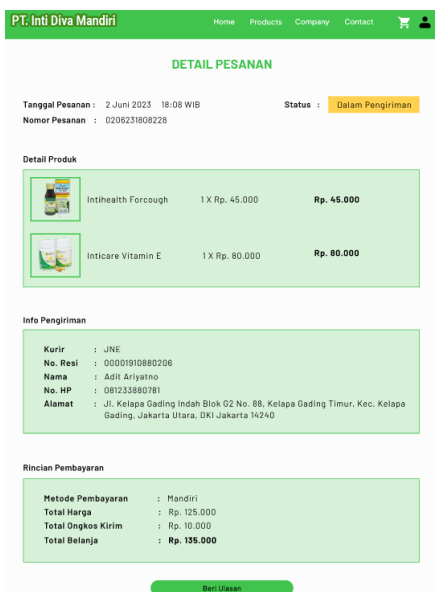 PT. Inti Diva Mandiri
Home Products Company Contact
DETAIL PESANAN
Tanggal Pesanan : 2 Juni 2023 18:08 WIB
Status : Dalam Pengiriman
Nomor Pesanan : 0206231808228
Detail Produk
Intihealth Forcough 1 X Rp. 45.000 Rp. 45.000
Inticare Vitamin E 1 X Rp. 80.000 Rp. 80.000
Info Pengiriman
Kurir : JNE
No. Resi : 00001910880206
Nama : Adit Ariyatno
No. HP : 081233880781
Alamat : Jl. Kelapa Gading Indah Blok G2 No. 88, Kelapa Gading Timur, Kec. Kelapa
Gading, Jakarta Utara, DKI Jakarta 14240
Rincian Pembayaran
Metode Pembayaran : Mandiri
Total Harga : Rp. 125.000
Total Ongkos Kirim : Rp. 10.000
Total Belanja : Rp. 135.000
Beri Ulasan